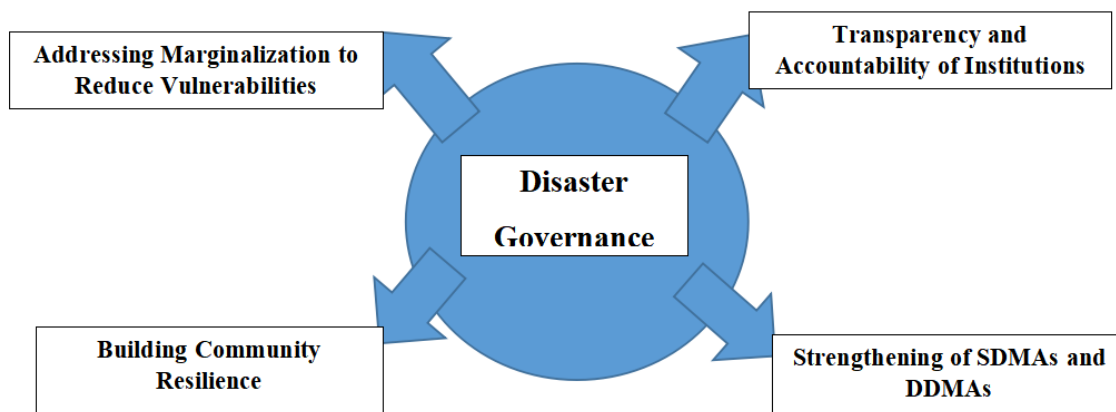 Addressing Marginalization to
Reduce Vulnerabilities
Transparency and
Accountability of Institutions
Disaster
Governance
Building Community
Resilience
Strengthening of SDMAs and
DDMAs